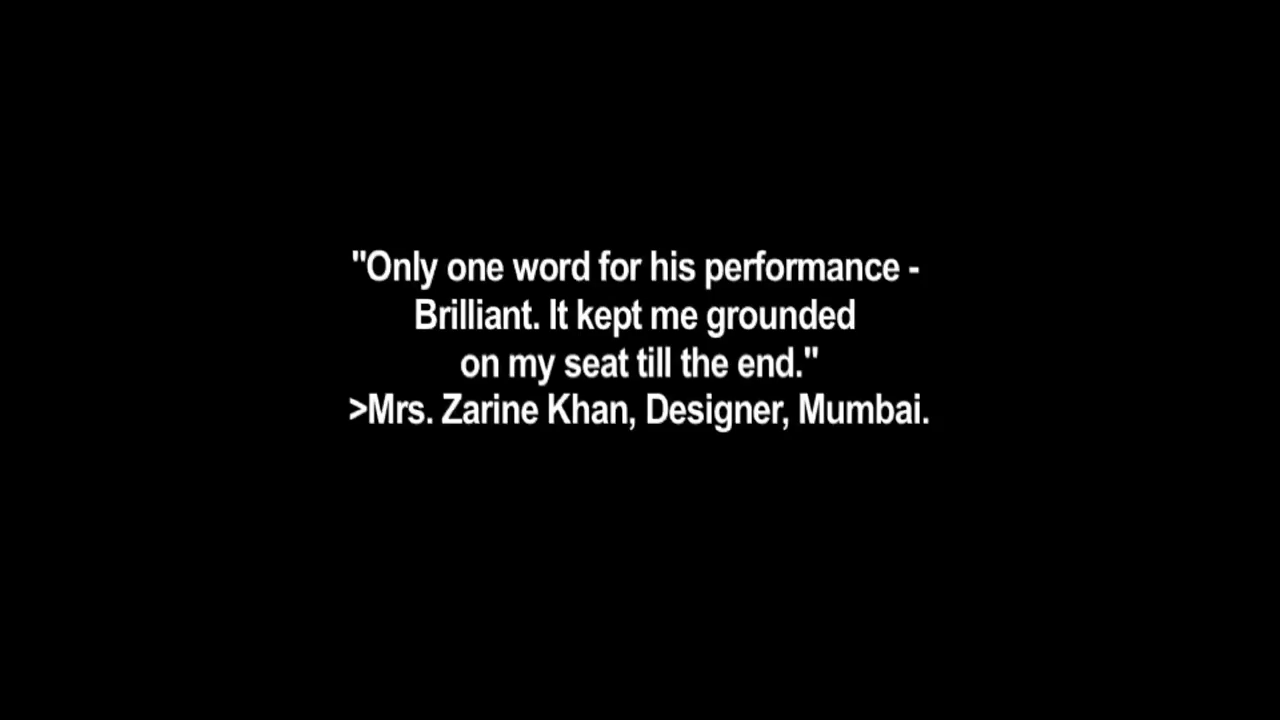 "Only one word for his performance -
Brilliant. It kept me grounded
on my seat till the end."
>Mrs. Zarine Khan, Designer, Mumbai.